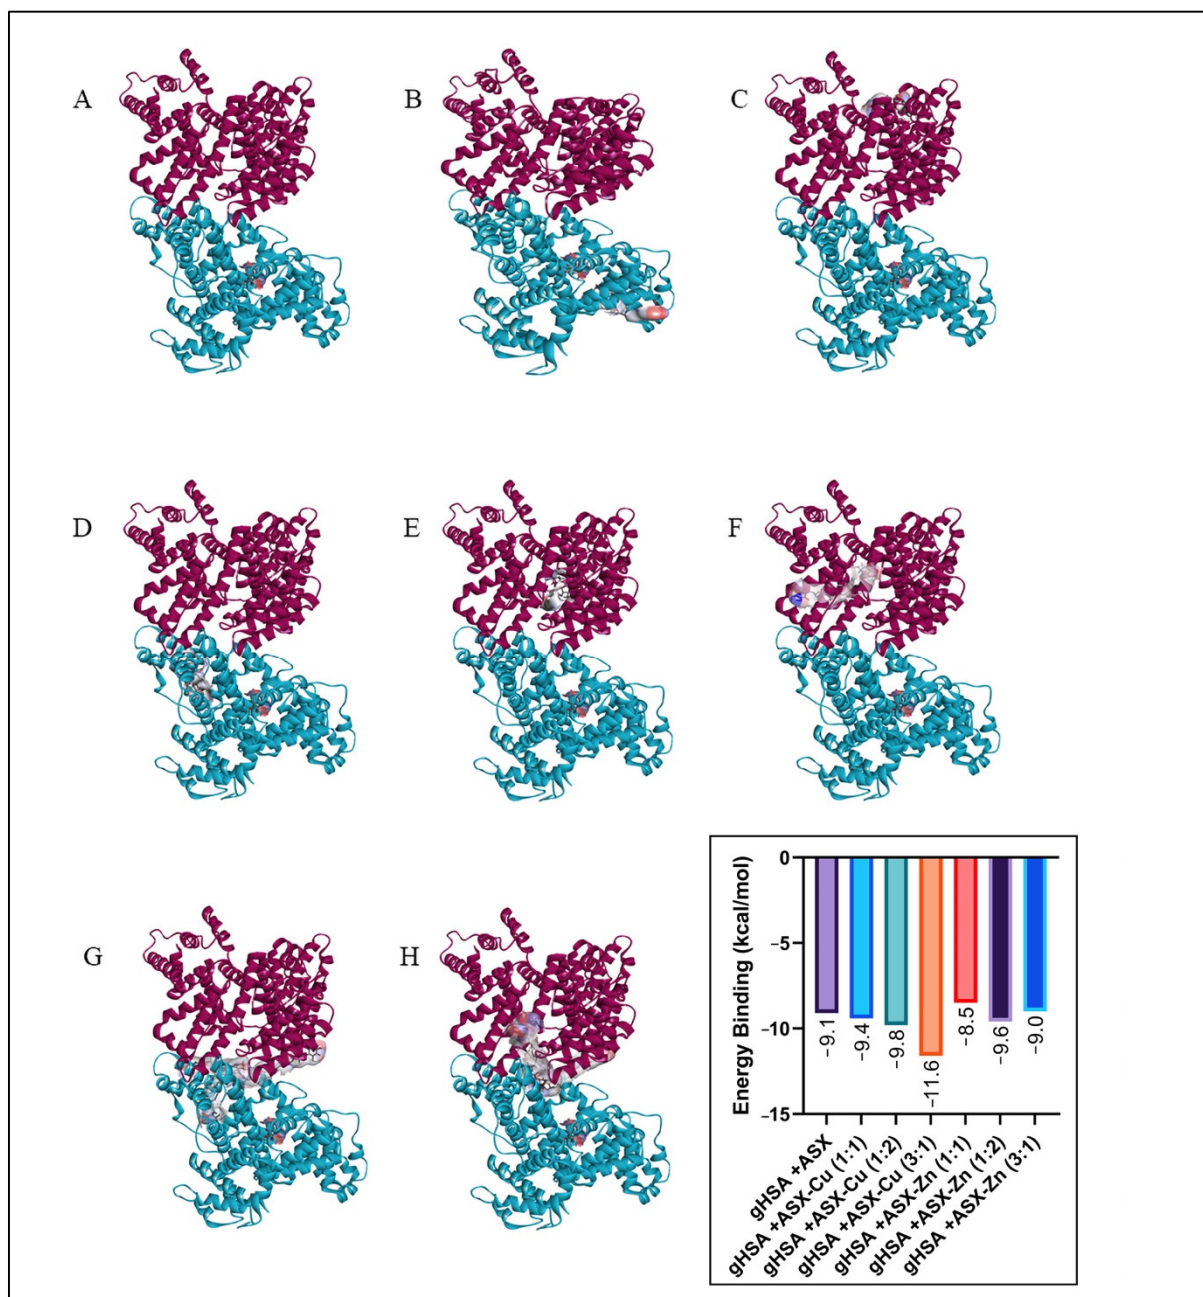 A
B
C
D
E
F
G
H
Energy Binding (kcal/mol)
0
−5
−10
−15
−9.1
−9.4
−9.8
−11.6
−8.5
−9.6
−9.0
gHSA +ASX
gHSA +ASX-Cu (1:1)
gHSA +ASX-Cu (1:2)
gHSA +ASX-Cu (3:1)
gHSA +ASX-Zn (1:1)
gHSA +ASX-Zn (1:2)
gHSA +ASX-Zn (3:1)